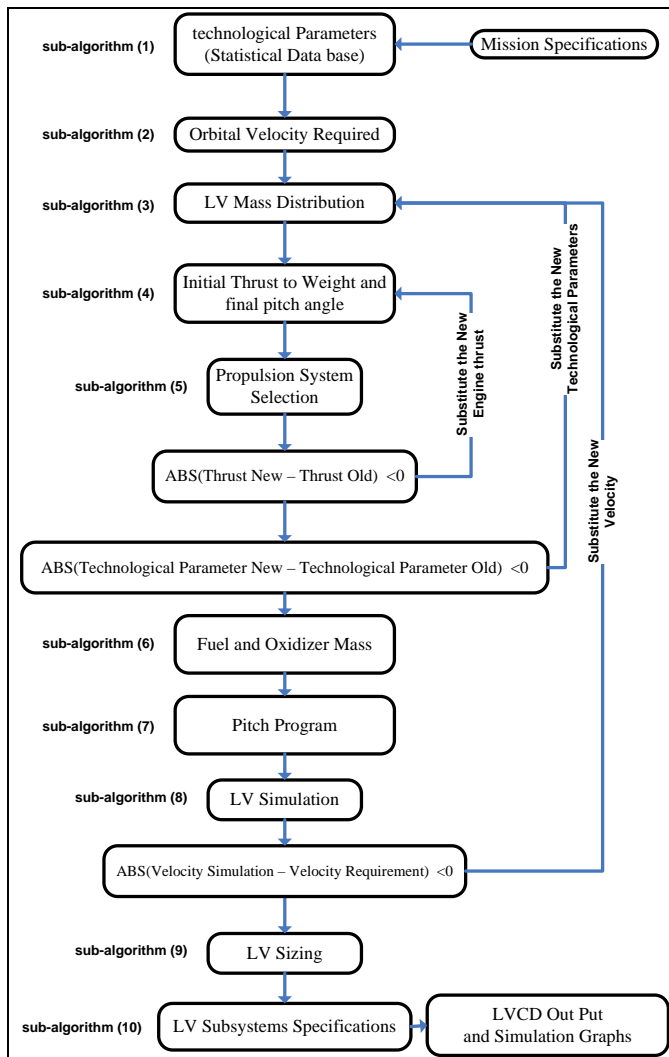 sub-algorithm (1)
technological Parameters
(Statistical Data base)
Mission Specifications
sub-algorithm (2)
Orbital Velocity Required
sub-algorithm (3)
LV Mass Distribution
sub-algorithm (4)
Initial Thrust to Weight and
final pitch angle
sub-algorithm (5)
Propulsion System
Selection
ABS(Thrust New – Thrust Old) <0
Substitute the New
Engine thrust
ABS(Technological Parameter New – Technological Parameter Old) <0
Substitute the New
Technological Parameters
sub-algorithm (6)
Fuel and Oxidizer Mass
sub-algorithm (7)
Pitch Program
sub-algorithm (8)
LV Simulation
ABS(Velocity Simulation – Velocity Requirement) <0
Substitute the New
Velocity
sub-algorithm (9)
LV Sizing
sub-algorithm (10)
LV Subsystems Specifications
LVCD Out Put
and Simulation Graphs